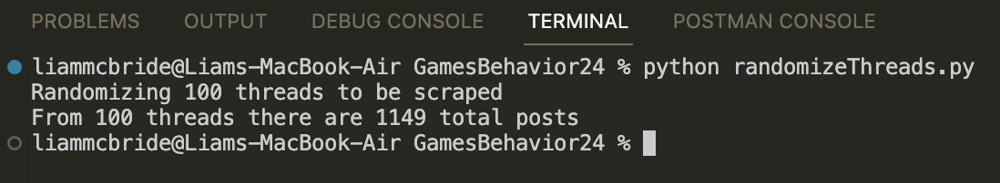 PROBLEMS OUTPUT DEBUG CONSOLE TERMINAL POSTMAN CONSOLE
liammcbride@Liams-MacBook-Air GamesBehavior24 % python randomizeThreads.py
Randomizing 100 threads to be scraped
From 100 threads there are 1149 total posts
liammcbride@Liams-MacBook-Air GamesBehavior24 %